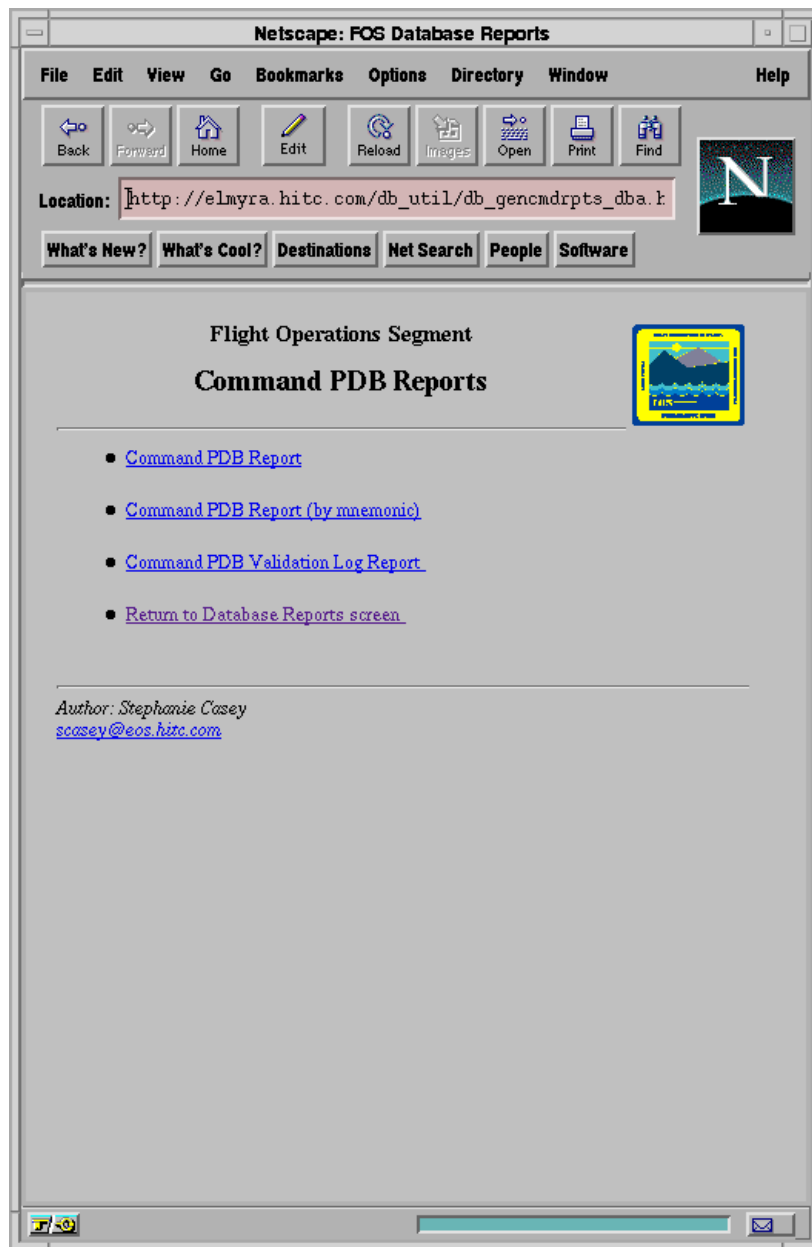 Netscape: FOS Database Reports
File Edit View Go Bookmarks Options Directory Window Help
Back Forward Home Edit Reload Images Open Print Find
Location: http://elmyra.hitc.com/db_util/db_gencmdrpts_dba.h
N
What's New? What's Cool? Destinations Net Search People Software
Flight Operations Segment
Command PDB Reports
Command PDB Report
Command PDB Report (by mnemonic)
Command PDB Validation Log Report
Return to Database Reports screen
Author: Stephanie Casey
scasey@eos.hitc.com